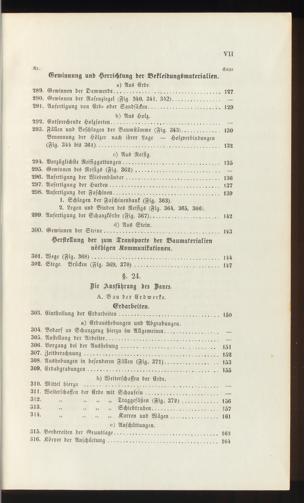 VII
Nr. Seite
Gewinnung und Herrichtung der Bekleidungsmaterialien.
a) Aus Erde.
289. Gewinnen der Dammerde 127
290. Gewinnen der Rasenziegel (Fig. 340, 341, 342) —
291. Anfertigung von Erd- oder Sandsäcken 129
b) Aus Holz.
292. Entsprechende Holzsorten —
293. Fällen und Beschlagen der Baumstämme (Fig. 343) 130
Benennung der Hölzer nach ihrer Lage — Holzverbindungen
(Fig. 344 bis 361) 132
c) Aus Reisig.
294. Vorzüglichste Reisiggattungen 135
295. Gewinnen des Reisigs (Fig. 362) —
296. Anfertigung der Wiedenbänder 136
297. Anfertigung der Hurden 137
298. Anfertigung der Faschinen 139
1. Schlagen der Faschinenbank (Fig. 363).
2. Legen und Binden des Reisigs (Fig. 364, 365, 366).
299. Anfertigung der Schanzkörbe (Fig. 367) 142
d) Aus Stein.
300. Gewinnen der Steine 143
Herstellung der zum Transporte der Baumaterialien
nöthigen Kommunikationen.
301. Wege (Fig. 368) 144
302. Stege. Brücken (Fig. 369, 370) 147
§. 24.
Die Ausführung des Baues.
A. Bau der Erdwerke.
Erdarbeiten.
303. Eintheilung der Erdarbeiten 150
a) Erdaushebungen und Abgrabungen.
304. Bedarf an Schanzzeug hiezu im Allgemeinen —
305. Anstellung der Arbeiter —
306. Vorgang bei der Aushebung 151
307. Zeitberechnung 152
308. Aushebungen in besonderen Fällen (Fig. 371) 153
309. Erdabgrabungen 155
b) Weiterschaffen der Erde.
310. Mittel hiezu —
311. Weiterschaffen der Erde mit Schaufeln —
312. „ „ „ „ Traggefäßen (Fig. 372) 156
313. „ „ „ „ Schiebtruhen 157
314. „ „ „ „ Karren und Wägen 161
c) Anschüttungen.
315. Vorbereiten der Grundlage 163
316. Körper der Anschüttung 164